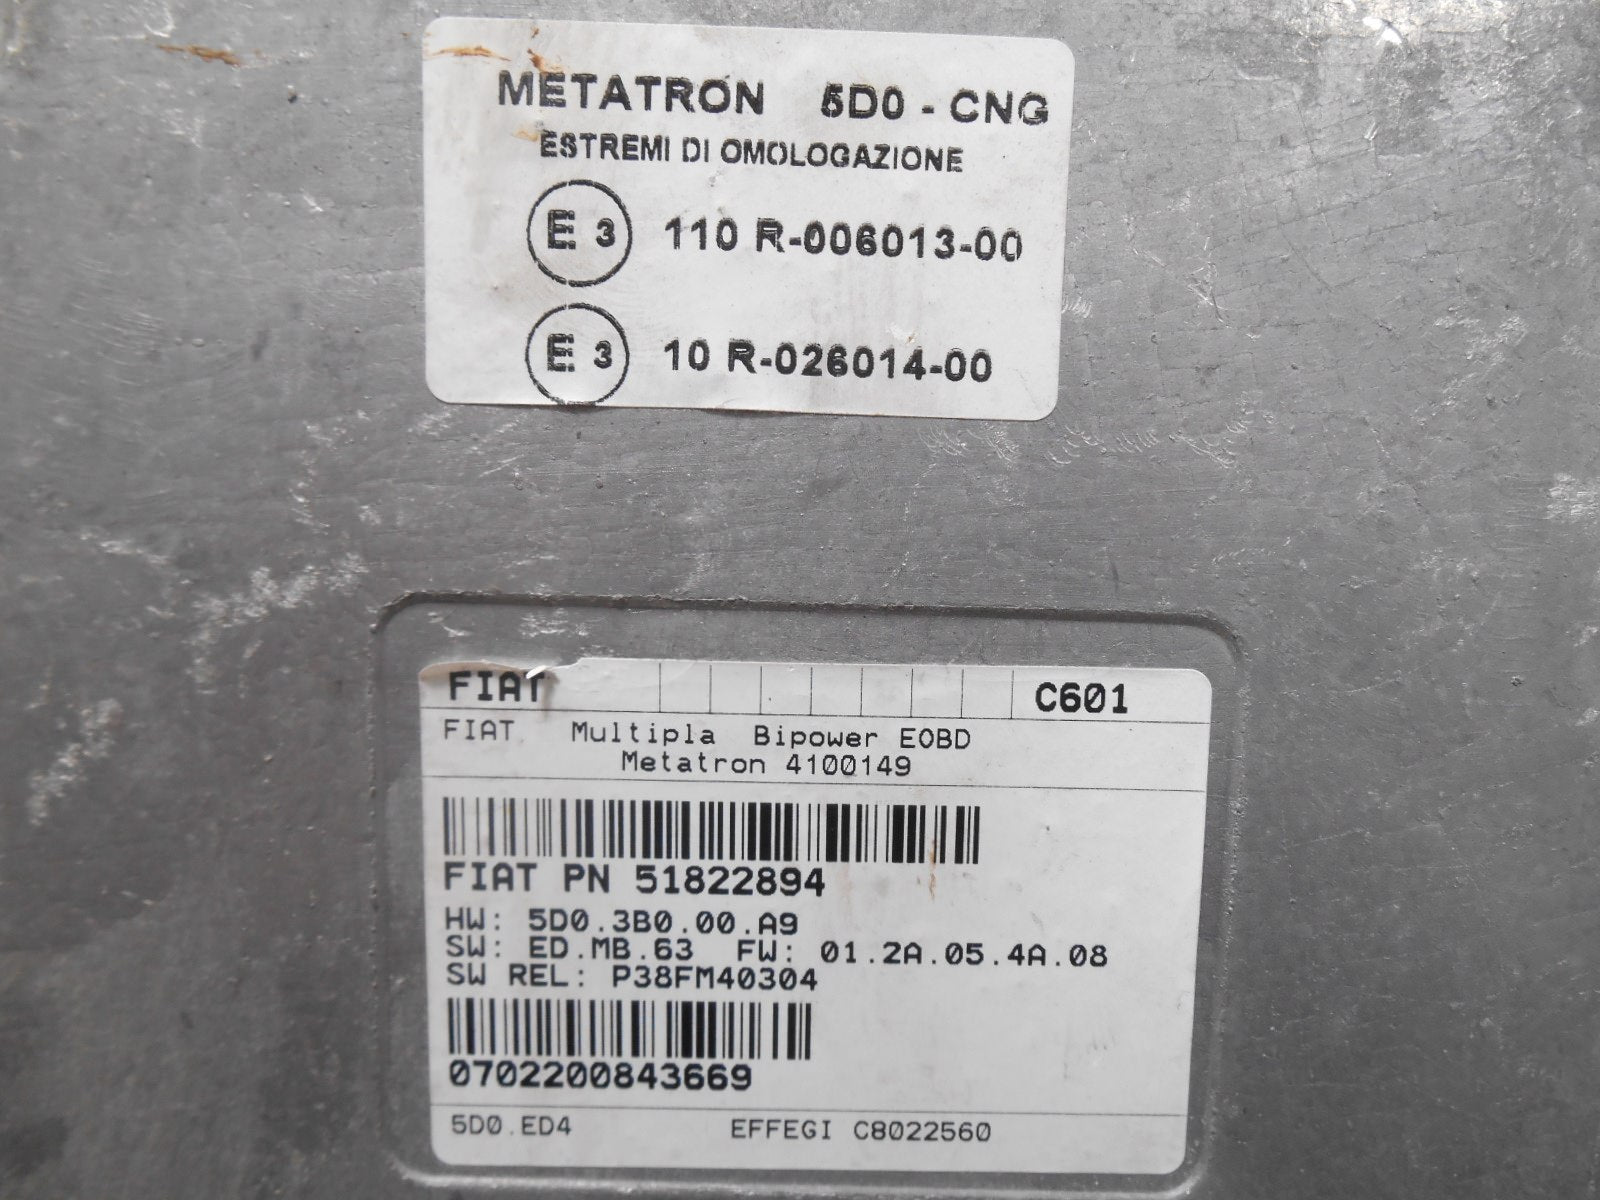 METATRON 5D0 - CNG
ESTREMI DI OMOLOGAZIONE
E 3 110 R-006013-00
E 3 10 R-026014-00
FIAT C601
FIAT Multipla Bipower EOBD
Metatron 4100149
FIAT PN 51822894
HW: 5D0.3B0.00.A9
SW: ED.MB.63 FW: 01.2A.05.4A.08
SW REL: P38FM40304
0702200843669
5D0.ED4 EFFEGI C8022560